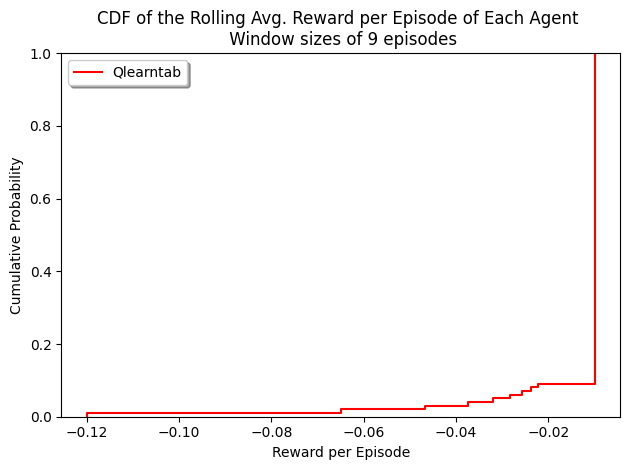 CDF of the Rolling Avg. Reward per Episode of Each Agent
Window sizes of 9 episodes
Qlearntab
Cumulative Probability
1.0
0.8
0.6
0.4
0.2
0.0
−0.12 −0.10 −0.08 −0.06 −0.04 −0.02
Reward per Episode